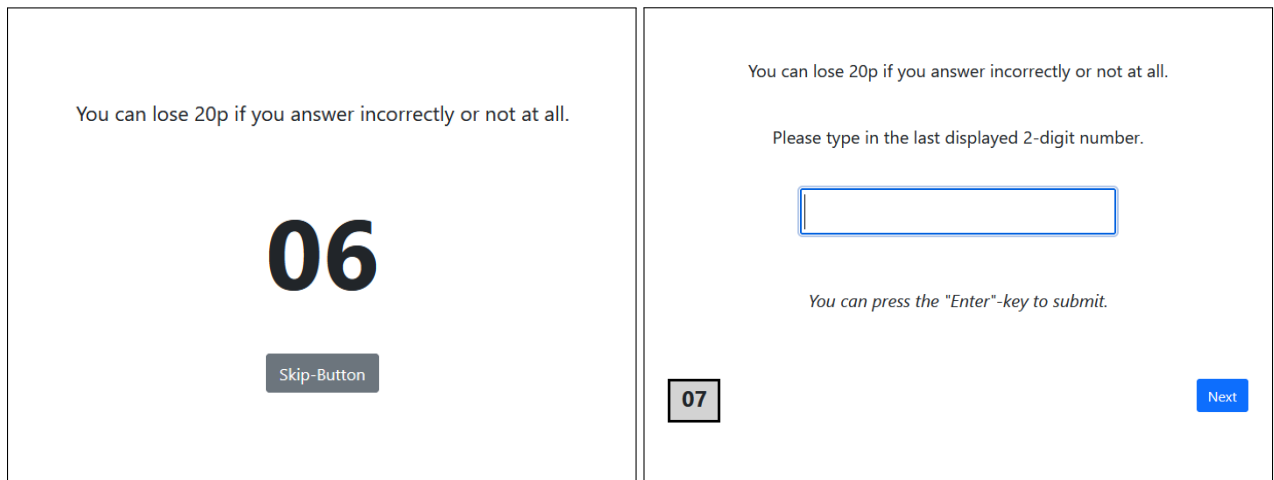 You can lose 20p if you answer incorrectly or not at all.
06
Skip-Button
You can lose 20p if you answer incorrectly or not at all.
Please type in the last displayed 2-digit number.
You can press the "Enter"-key to submit.
07
Next